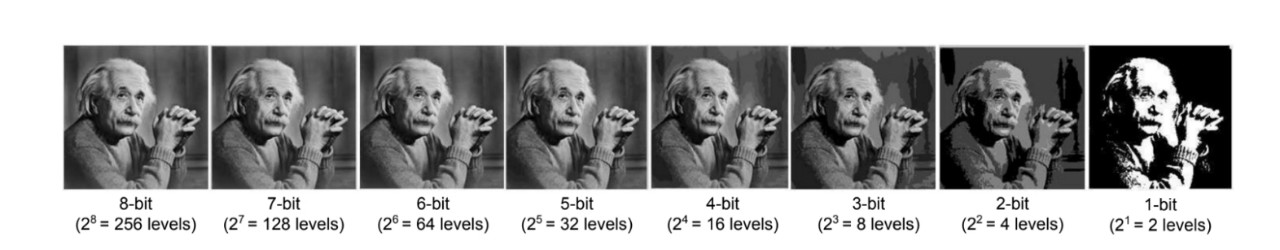 8-bit 7-bit 6-bit 5-bit 4-bit 3-bit 2-bit 1-bit
(2⁸ = 256 levels) (2⁷ = 128 levels) (2⁶ = 64 levels) (2⁵ = 32 levels) (2⁴ = 16 levels) (2³ = 8 levels) (2² = 4 levels) (2¹ = 2 levels)